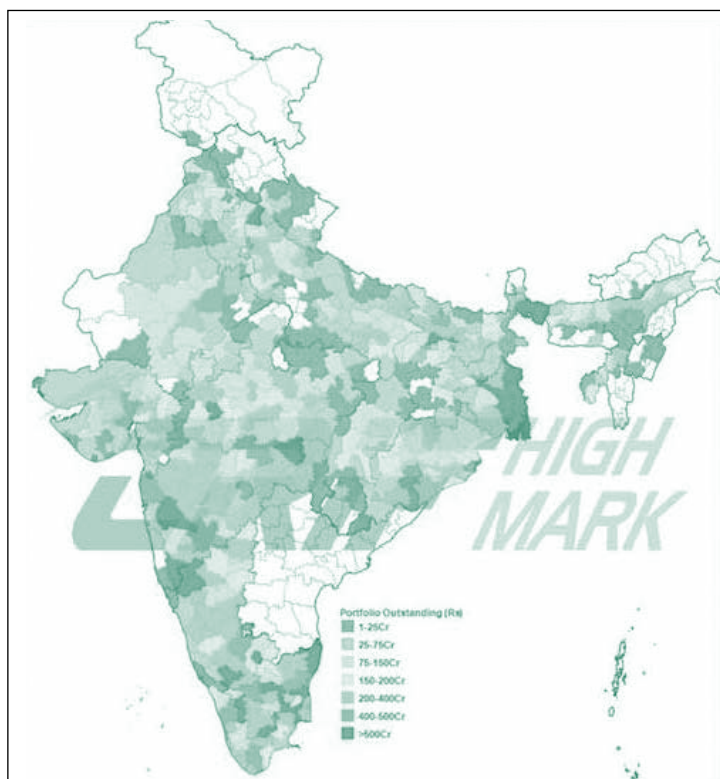 HIGH
MARK
Portfolio Outstanding (Rs)
1-25Cr
25-75Cr
75-150Cr
150-200Cr
200-400Cr
400-500Cr
>500Cr